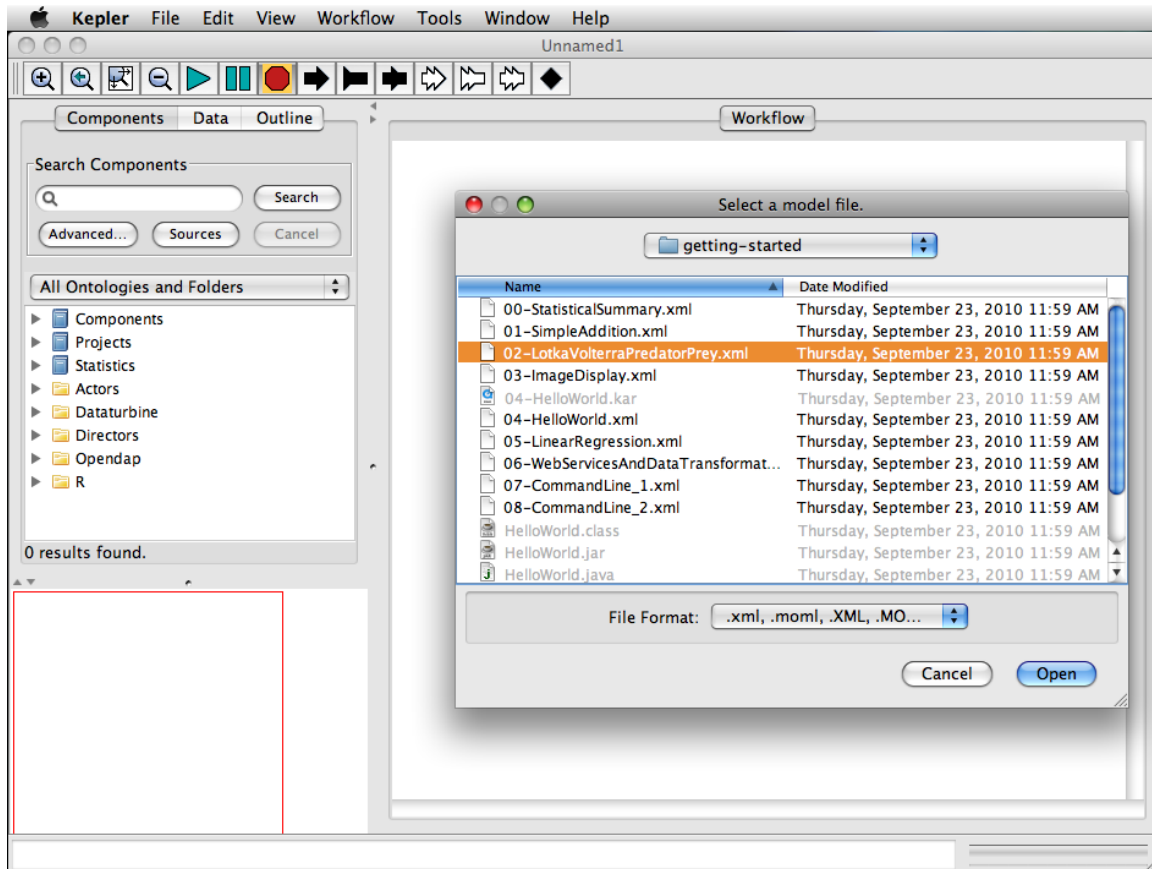 Kepler File Edit View Workflow Tools Window Help
Unnamed1
Components Data Outline
Workflow
Search Components
Search
Advanced... Sources Cancel
All Ontologies and Folders
Components
Projects
Statistics
Actors
Dataturbine
Directors
Opendap
R
0 results found.
Select a model file.
getting-started
Name Date Modified
00-StatisticalSummary.xml Thursday, September 23, 2010 11:59 AM
01-SimpleAddition.xml Thursday, September 23, 2010 11:59 AM
02-LotkaVolterraPredatorPrey.xml Thursday, September 23, 2010 11:59 AM
03-ImageDisplay.xml Thursday, September 23, 2010 11:59 AM
04-HelloWorld.kar Thursday, September 23, 2010 11:59 AM
04-HelloWorld.xml Thursday, September 23, 2010 11:59 AM
05-LinearRegression.xml Thursday, September 23, 2010 11:59 AM
06-WebServicesAndDataTransformat... Thursday, September 23, 2010 11:59 AM
07-CommandLine_1.xml Thursday, September 23, 2010 11:59 AM
08-CommandLine_2.xml Thursday, September 23, 2010 11:59 AM
HelloWorld.class Thursday, September 23, 2010 11:59 AM
HelloWorld.jar Thursday, September 23, 2010 11:59 AM
HelloWorld.java Thursday, September 23, 2010 11:59 AM
File Format: .xml, .moml, .XML, .MO...
Cancel Open